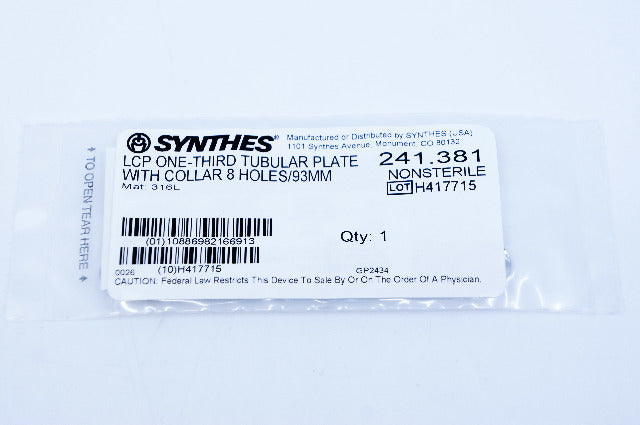 SYNTHES®
Manufactured or Distributed by SYNTHES (USA)
1101 Synthes Avenue, Monument, CO 80132
LCP ONE-THIRD TUBULAR PLATE
WITH COLLAR 8 HOLES/93MM
Mat: 316L
241.381
NONSTERILE
LOT H417715
(01)10886982166913
Qty: 1
(10)H417715
0026
GP2434
CAUTION: Federal Law Restricts This Device To Sale By Or On The Order Of A Physician.
TO OPEN TEAR HERE